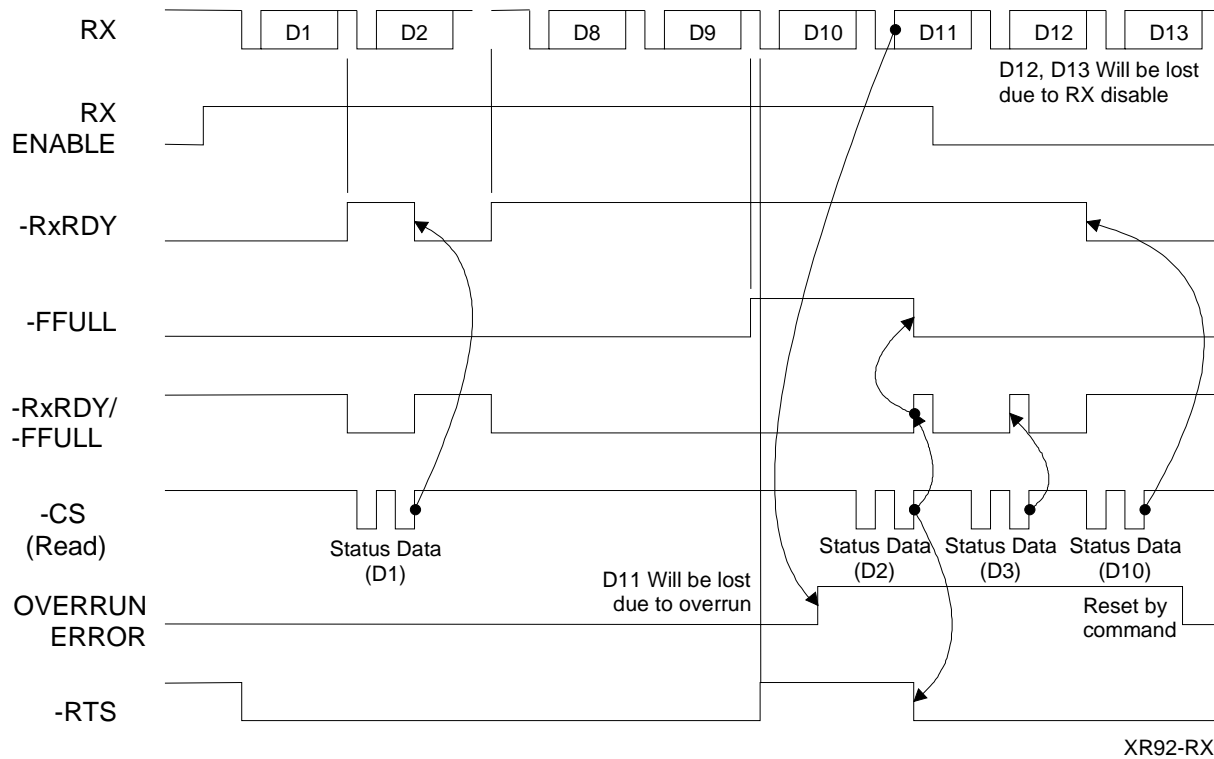 RX
D1
D2
D8
D9
D10
D11
D12
D13
D12, D13 Will be lost
due to RX disable
RX
ENABLE
-RxRDY
-FFULL
-RxRDY/
-FFULL
-CS
(Read)
Status Data
(D1)
Status Data
(D2)
Status Data
(D3)
Status Data
(D10)
D11 Will be lost
due to overrun
OVERRUN
ERROR
Reset by
command
-RTS
XR92-RX